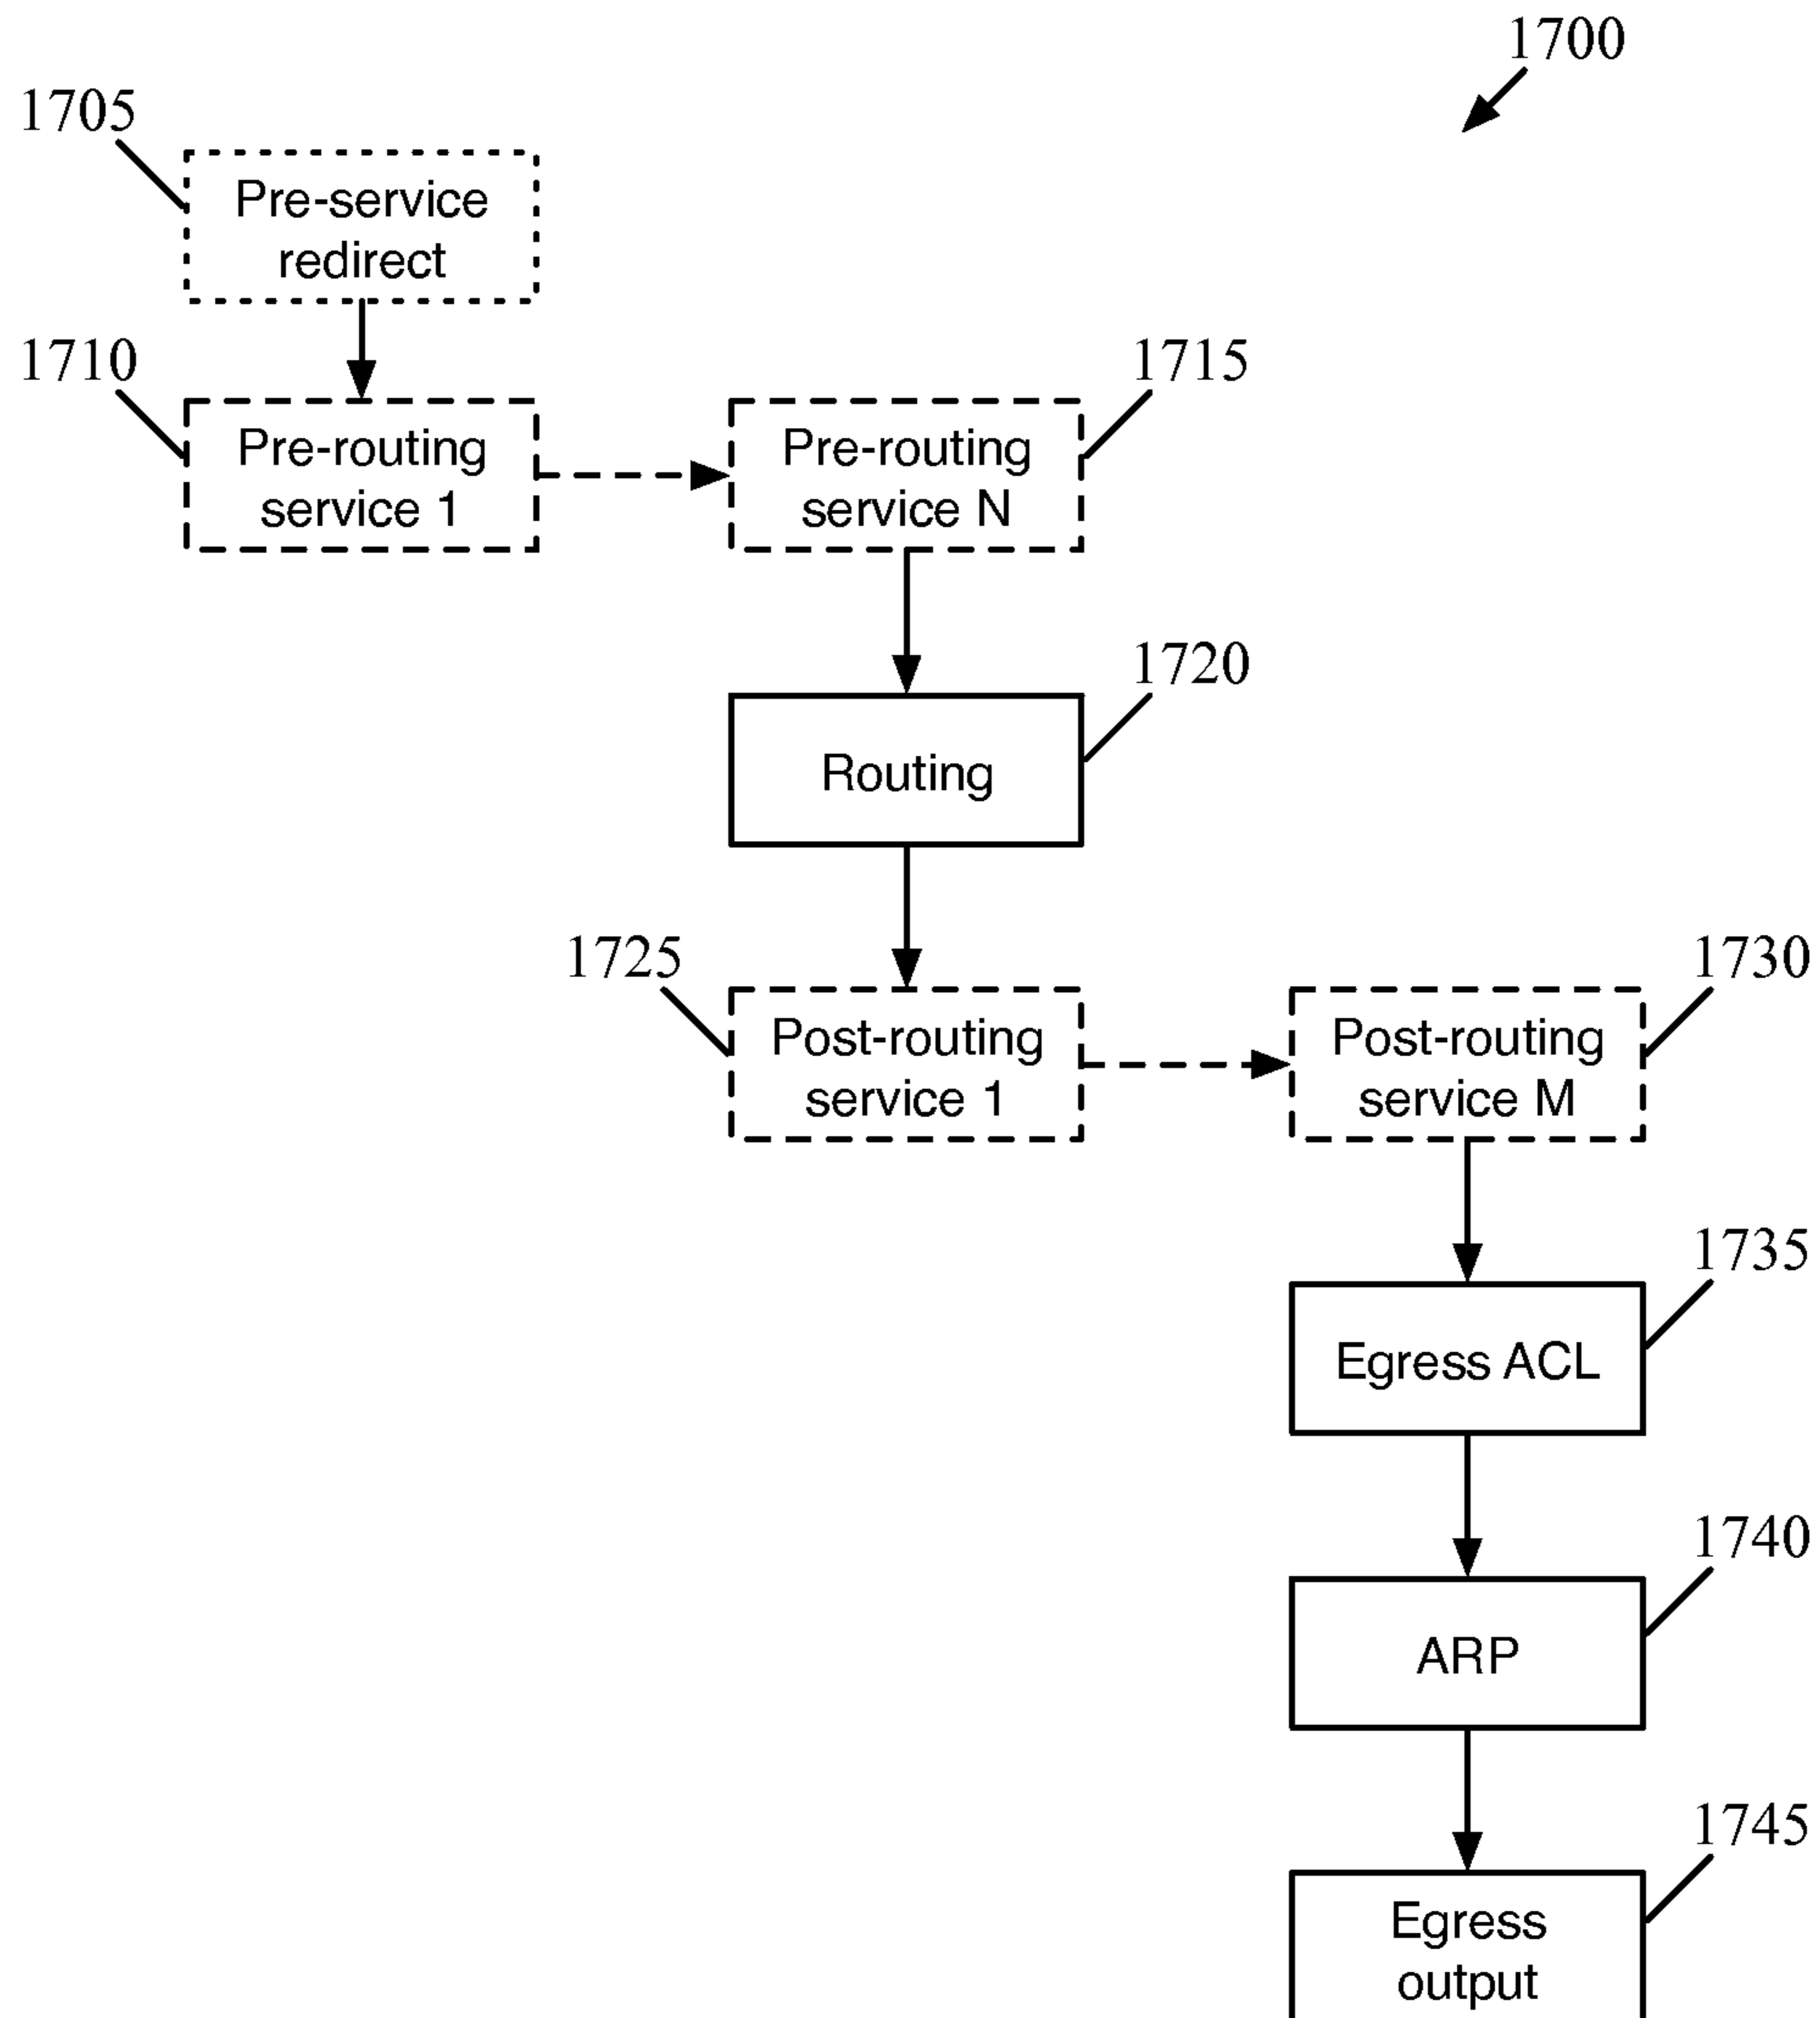 1700
1705
Pre-service
redirect
1710
Pre-routing
service 1
1715
Pre-routing
service N
1720
Routing
1725
Post-routing
service 1
1730
Post-routing
service M
1735
Egress ACL
1740
ARP
1745
Egress
output